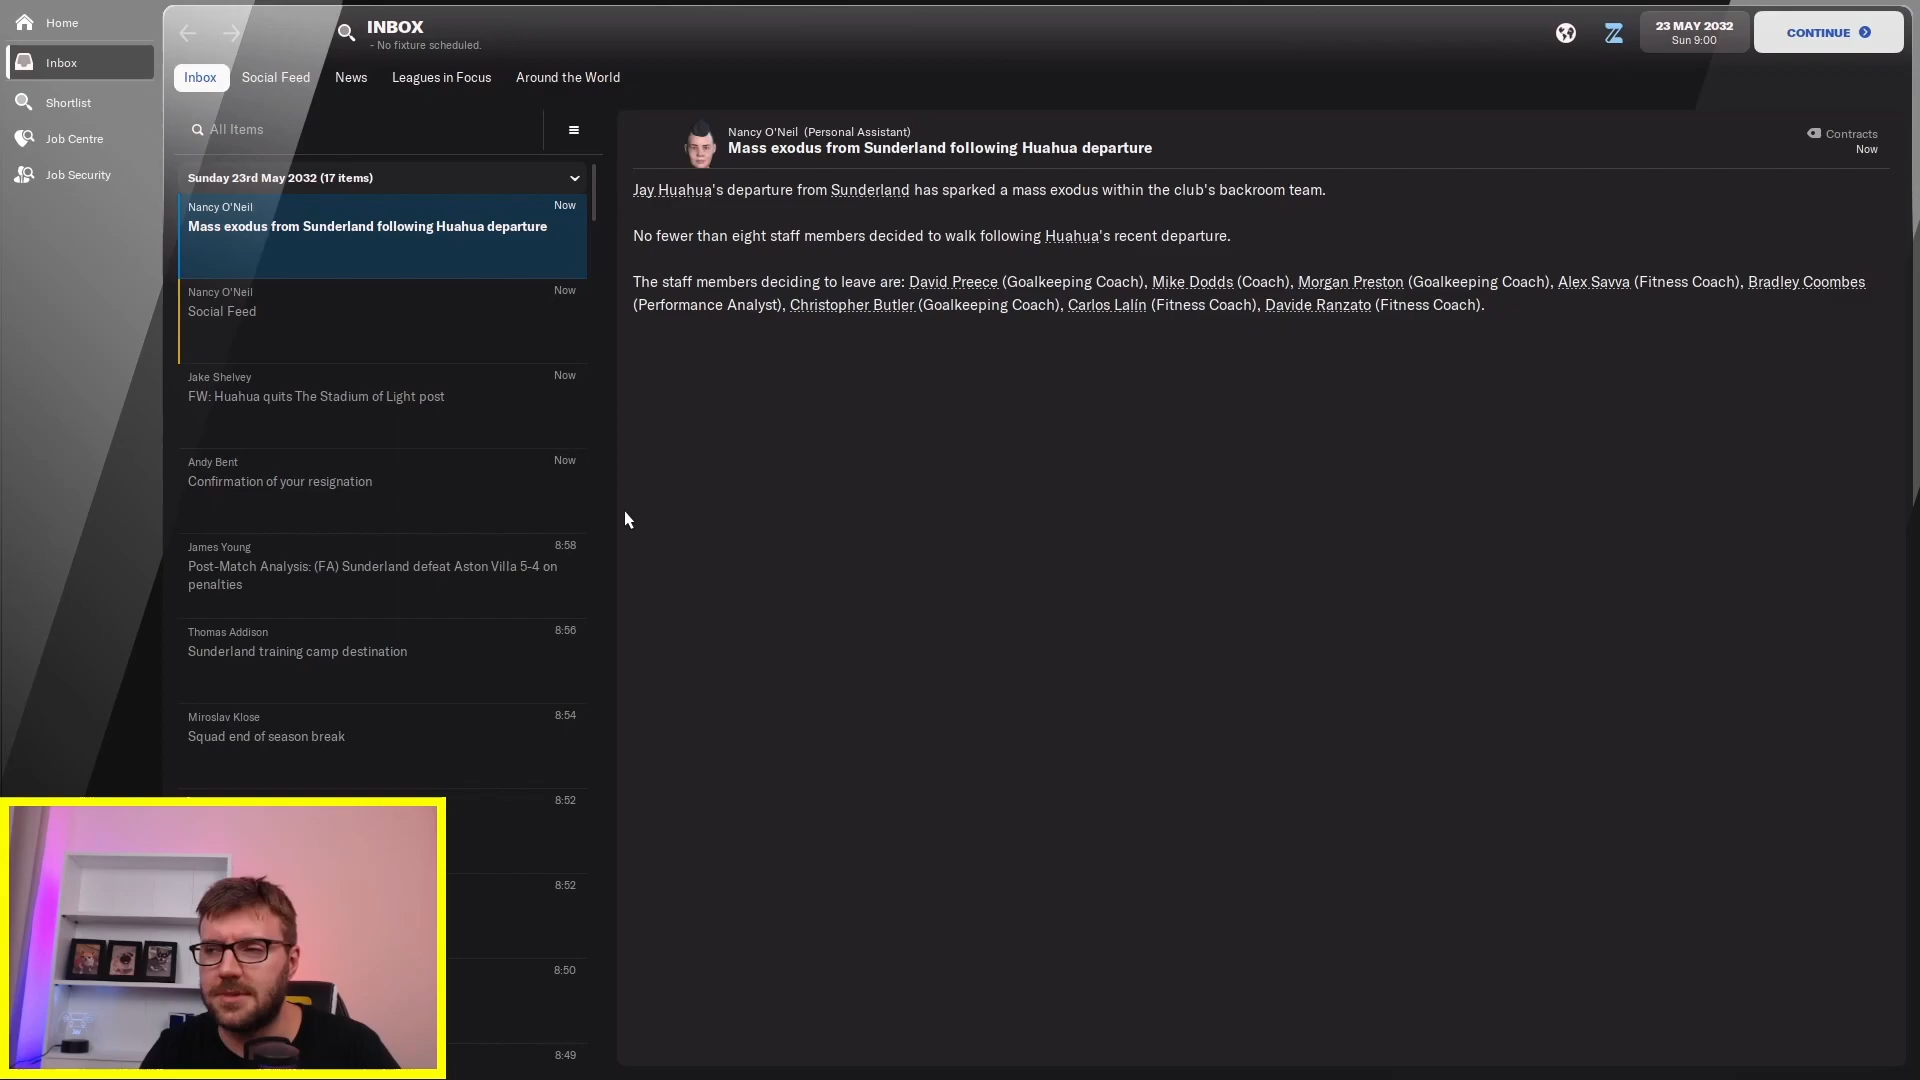 Home
Inbox
Shortlist
Job Centre
Job Security
INBOX
- No fixture scheduled.
23 MAY 2032
Sun 9:00
CONTINUE
Inbox
Social Feed
News
Leagues in Focus
Around the World
All Items
Sunday 23rd May 2032 (17 items)
Nancy O'Neil
Now
Mass exodus from Sunderland following Huahua departure
Nancy O'Neil
Now
Social Feed
Jake Shelvey
Now
FW: Huahua quits The Stadium of Light post
Andy Bent
Now
Confirmation of your resignation
James Young
8:58
Post-Match Analysis: (FA) Sunderland defeat Aston Villa 5-4 on
penalties
Thomas Addison
8:56
Sunderland training camp destination
Miroslav Klose
8:54
Squad end of season break
8:52
8:52
8:50
8:49
Nancy O'Neil (Personal Assistant)
Mass exodus from Sunderland following Huahua departure
Contracts
Now
Jay Huahua's departure from Sunderland has sparked a mass exodus within the club's backroom team.
No fewer than eight staff members decided to walk following Huahua's recent departure.
The staff members deciding to leave are: David Preece (Goalkeeping Coach), Mike Dodds (Coach), Morgan Preston (Goalkeeping Coach), Alex Savva (Fitness Coach), Bradley Coombes
(Performance Analyst), Christopher Butler (Goalkeeping Coach), Carlos Lalín (Fitness Coach), Davide Ranzato (Fitness Coach).